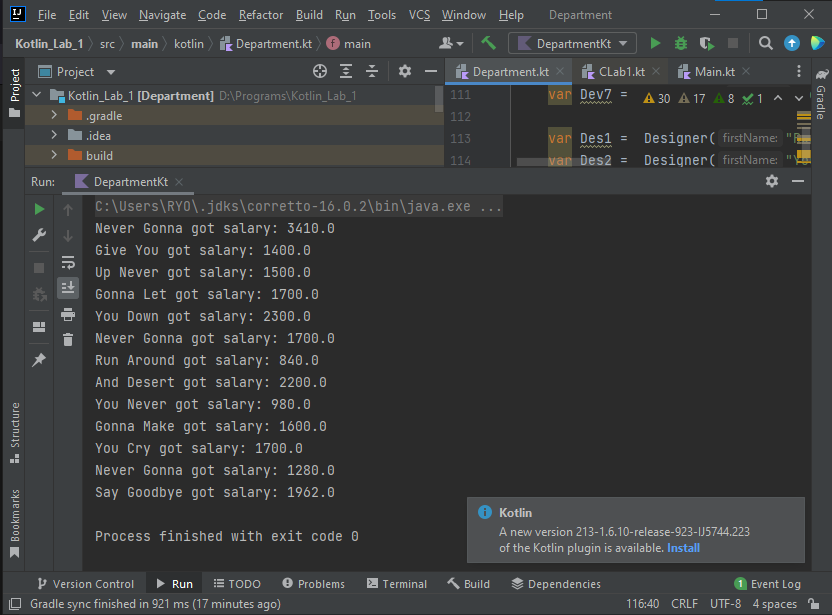 File Edit View Navigate Code Refactor Build Run Tools VCS Window Help Department
Kotlin_Lab_1 src main kotlin Department.kt main DepartmentKt
Project Department.kt CLab1.kt Main.kt
Kotlin_Lab_1 [Department] D:\Programs\Kotlin_Lab_1
.gradle
.idea
build
111 var Dev7 = 30 17 8 1
112
113 var Des1 = Designer( firstName:
114 var Des2 = Designer( firstName:
Project
Gradle
Run: DepartmentKt
C:\Users\RYO\.jdks\corretto-16.0.2\bin\java.exe ...
Never Gonna got salary: 3410.0
Give You got salary: 1400.0
Up Never got salary: 1500.0
Gonna Let got salary: 1700.0
You Down got salary: 2300.0
Never Gonna got salary: 1700.0
Run Around got salary: 840.0
And Desert got salary: 2200.0
You Never got salary: 980.0
Gonna Make got salary: 1600.0
You Cry got salary: 1700.0
Never Gonna got salary: 1280.0
Say Goodbye got salary: 1962.0
Process finished with exit code 0
Structure
Bookmarks
Kotlin
A new version 213-1.6.10-release-923-IJ5744.223
of the Kotlin plugin is available. Install
Version Control Run TODO Problems Terminal Build Dependencies 1 Event Log
Gradle sync finished in 921 ms (17 minutes ago) 116:40 CRLF UTF-8 4 spaces